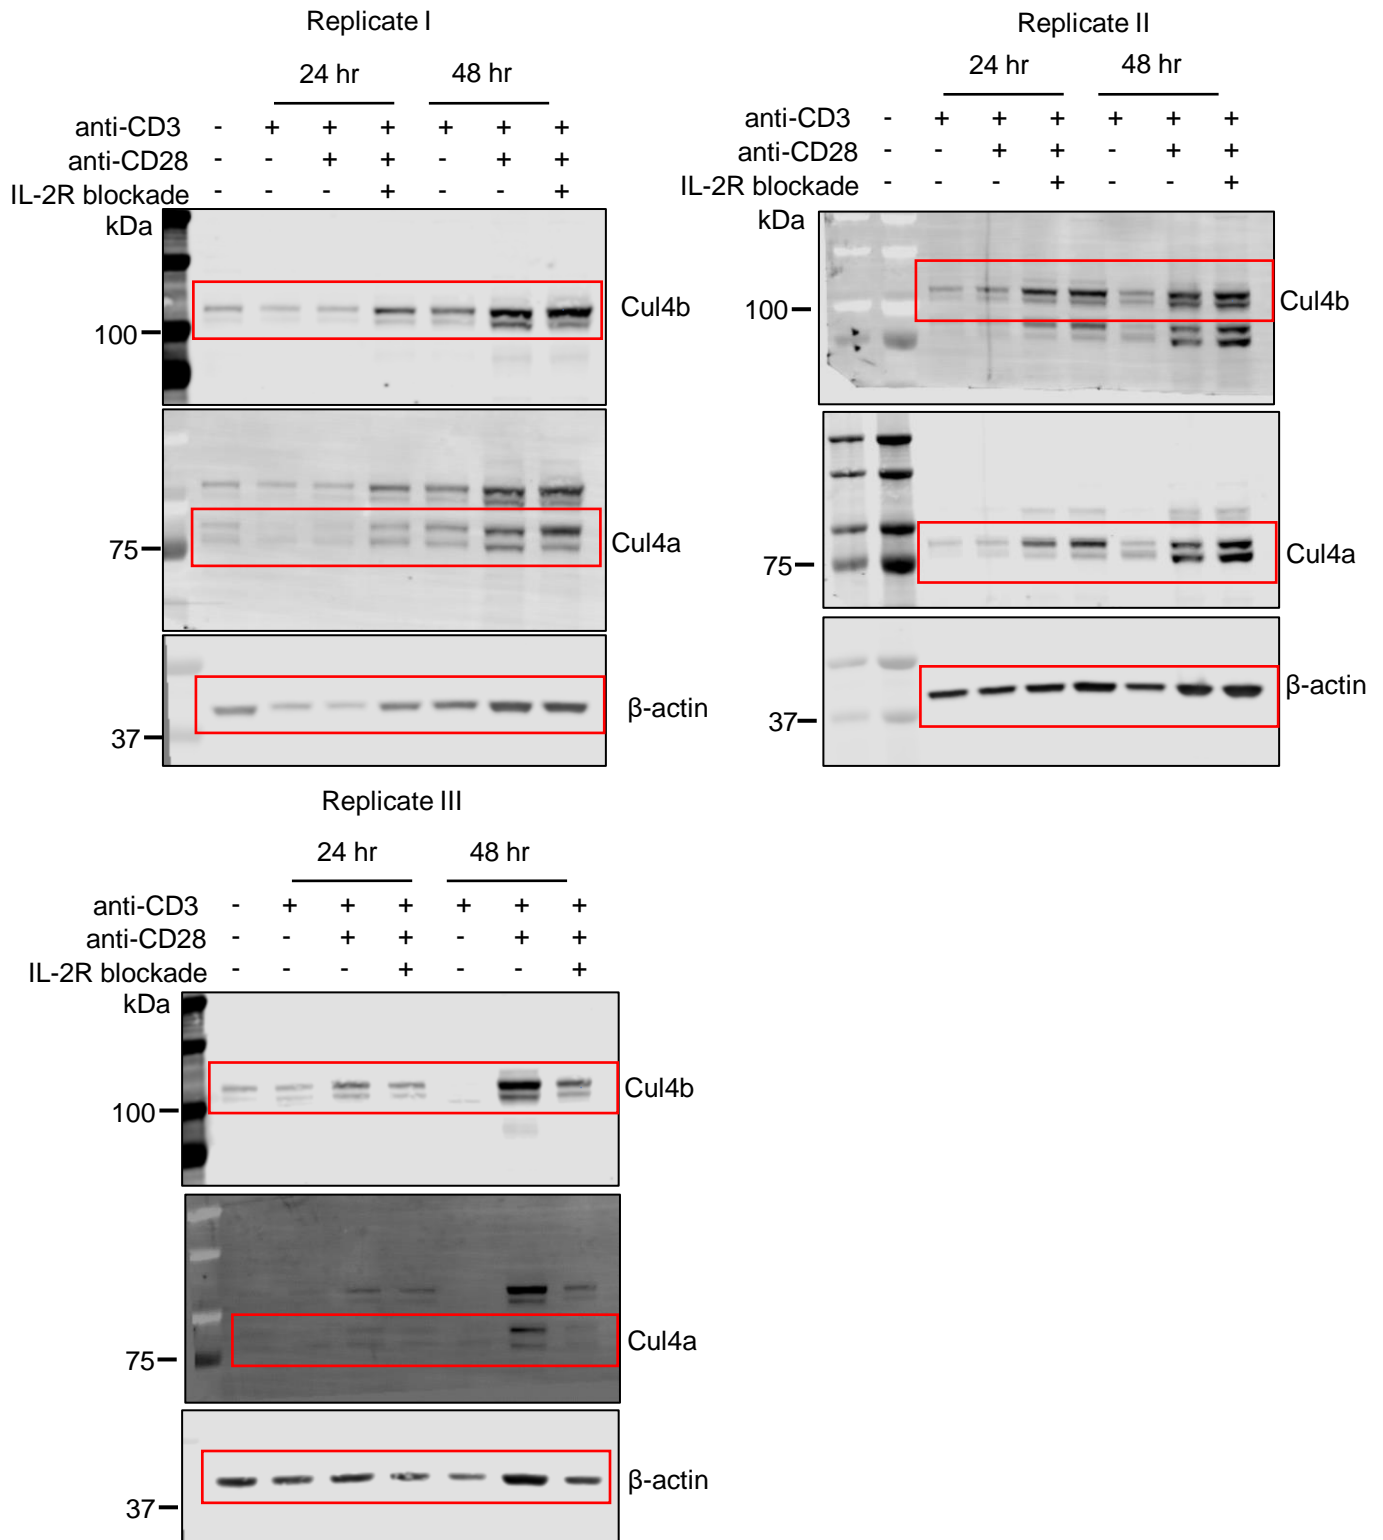 Replicate I
24 hr 48 hr
anti-CD3 - + + + + + +
anti-CD28 - - + + - + +
IL-2R blockade - - - + - - +
kDa
Cul4b
100
Cul4a
75
β-actin
37
Replicate II
24 hr 48 hr
anti-CD3 - + + + + + +
anti-CD28 - - + + - + +
IL-2R blockade - - - + - - +
kDa
Cul4b
100
Cul4a
75
β-actin
37
Replicate III
24 hr 48 hr
anti-CD3 - + + + + + +
anti-CD28 - - + + - + +
IL-2R blockade - - - + - - +
kDa
Cul4b
100
Cul4a
75
β-actin
37